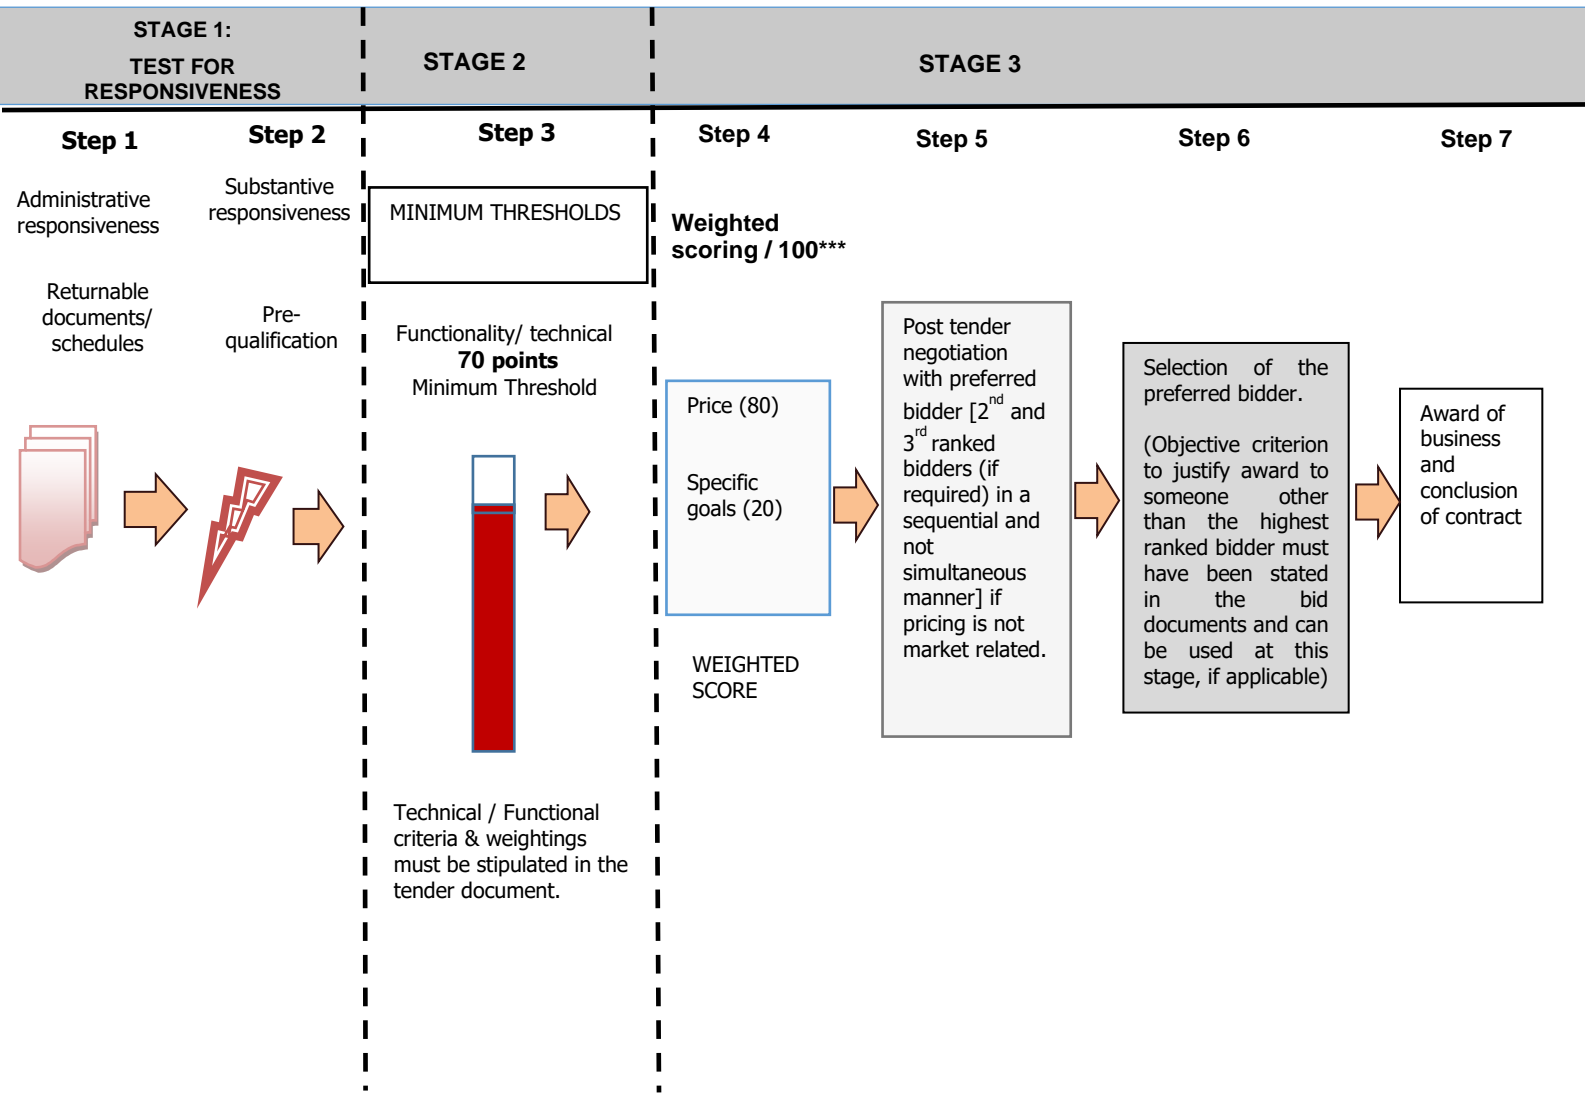 STAGE 1:
TEST FOR
RESPONSIVENESS
STAGE 2
STAGE 3
Step 1
Step 2
Step 3
Step 4
Step 5
Step 6
Step 7
Administrative
responsiveness
Returnable
documents/
schedules
Substantive
responsiveness
Pre-
qualification
MINIMUM THRESHOLDS
Functionality/ technical
70 points
Minimum Threshold
Technical / Functional
criteria & weightings
must be stipulated in the
tender document.
Weighted
scoring / 100***
Price (80)
Specific
goals (20)
WEIGHTED
SCORE
Post tender
negotiation
with preferred
bidder [2nd and
3rd ranked
bidders (if
required) in a
sequential and
not
simultaneous
manner] if
pricing is not
market related.
Selection of the
preferred bidder.
(Objective criterion
to justify award to
someone other
than the highest
ranked bidder must
have been stated
in the bid
documents and can
be used at this
stage, if applicable)
Award of
business
and
conclusion
of contract